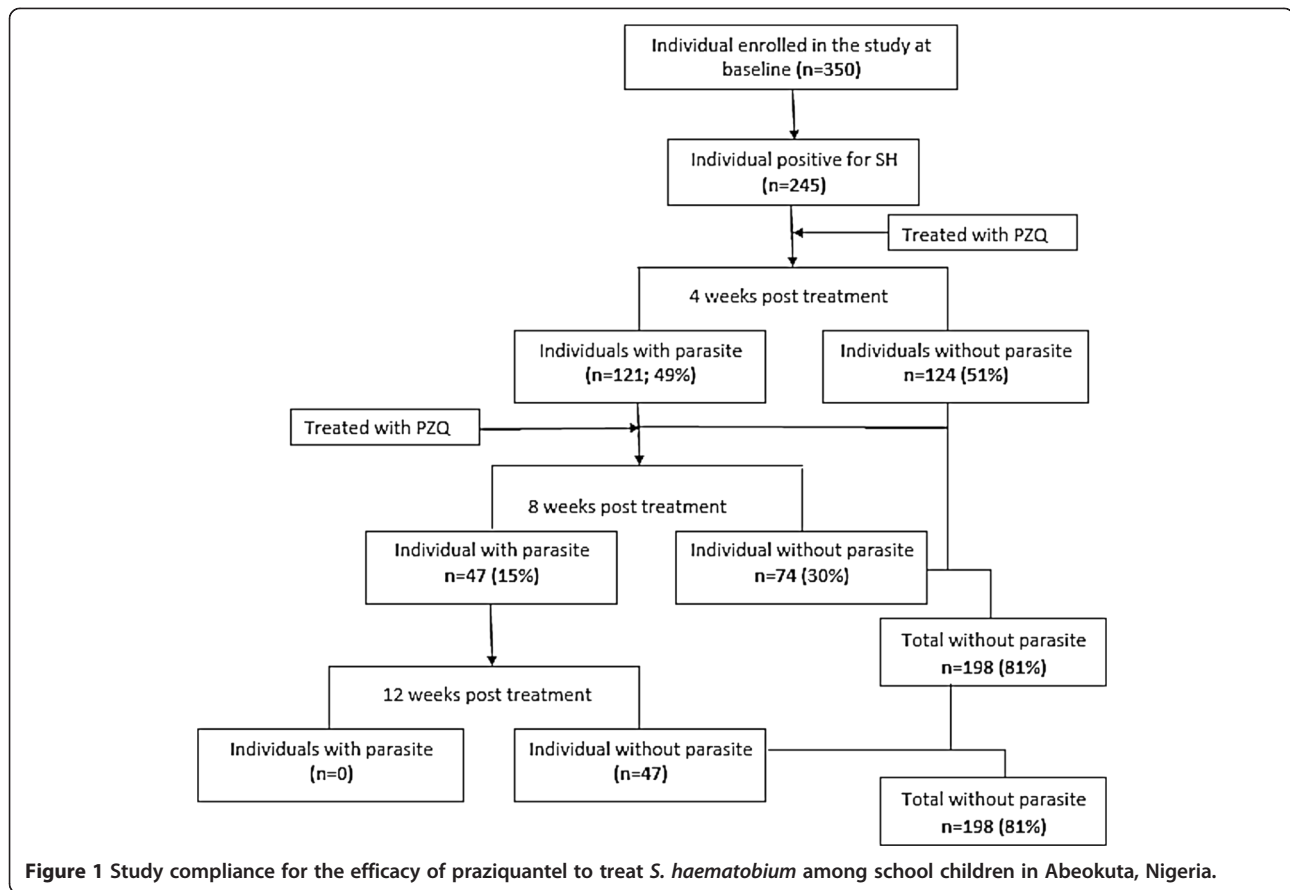 Individual enrolled in the study at
baseline (n=350)
Individual positive for SH
(n=245)
Treated with PZQ
4 weeks post treatment
Individuals with parasite
(n=121; 49%)
Individuals without parasite
n=124 (51%)
Treated with PZQ
8 weeks post treatment
Individual with parasite
n=47 (15%)
Individual without parasite
n=74 (30%)
Total without parasite
n=198 (81%)
12 weeks post treatment
Individuals with parasite
(n=0)
Individual without parasite
(n=47)
Total without parasite
n=198 (81%)
Figure 1 Study compliance for the efficacy of praziquantel to treat S. haematobium among school children in Abeokuta, Nigeria.